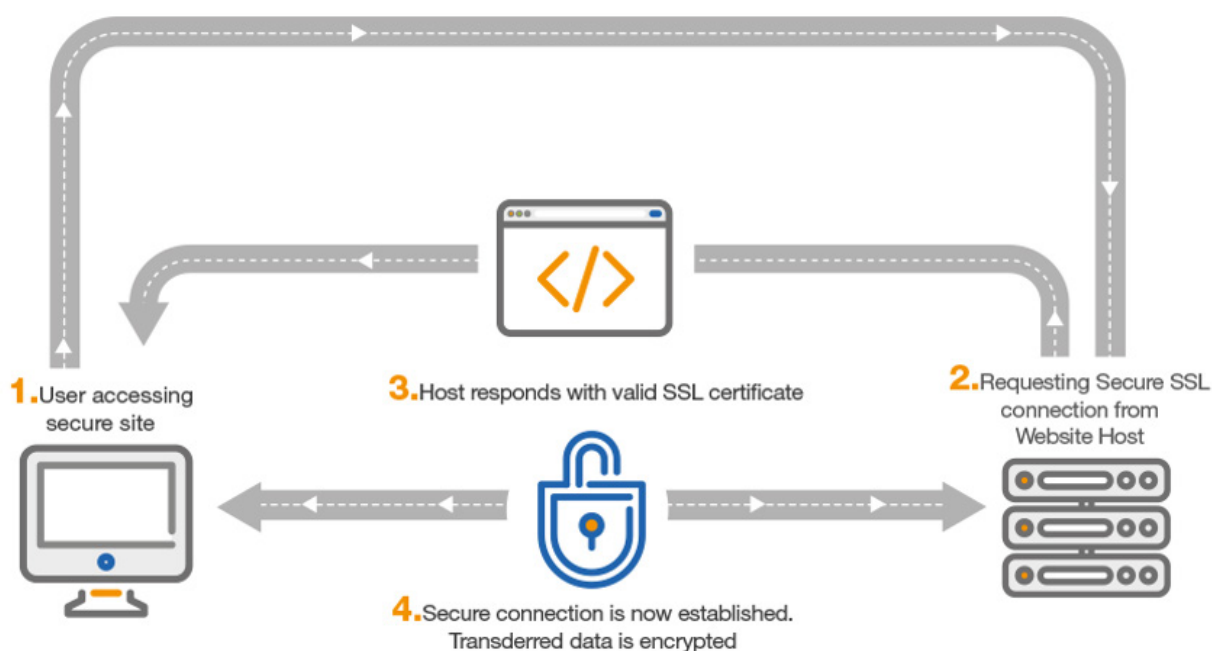 1.User accessing
secure site
2.Requesting Secure SSL
connection from
Website Host
3.Host responds with valid SSL certificate
4.Secure connection is now established.
Transderred data is encrypted